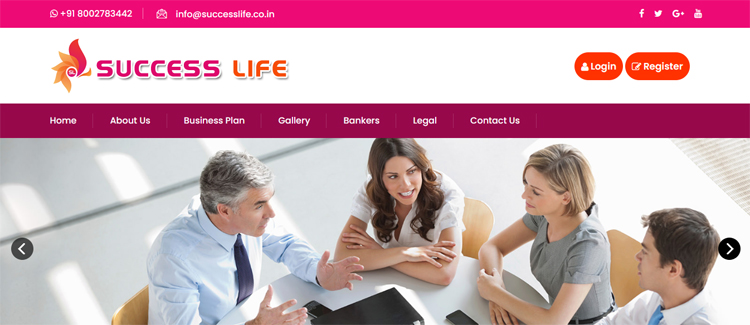 +91 8002783442 info@successlife.co.in
SL SUCCESS LIFE
Login Register
Home About Us Business Plan Gallery Bankers Legal Contact Us